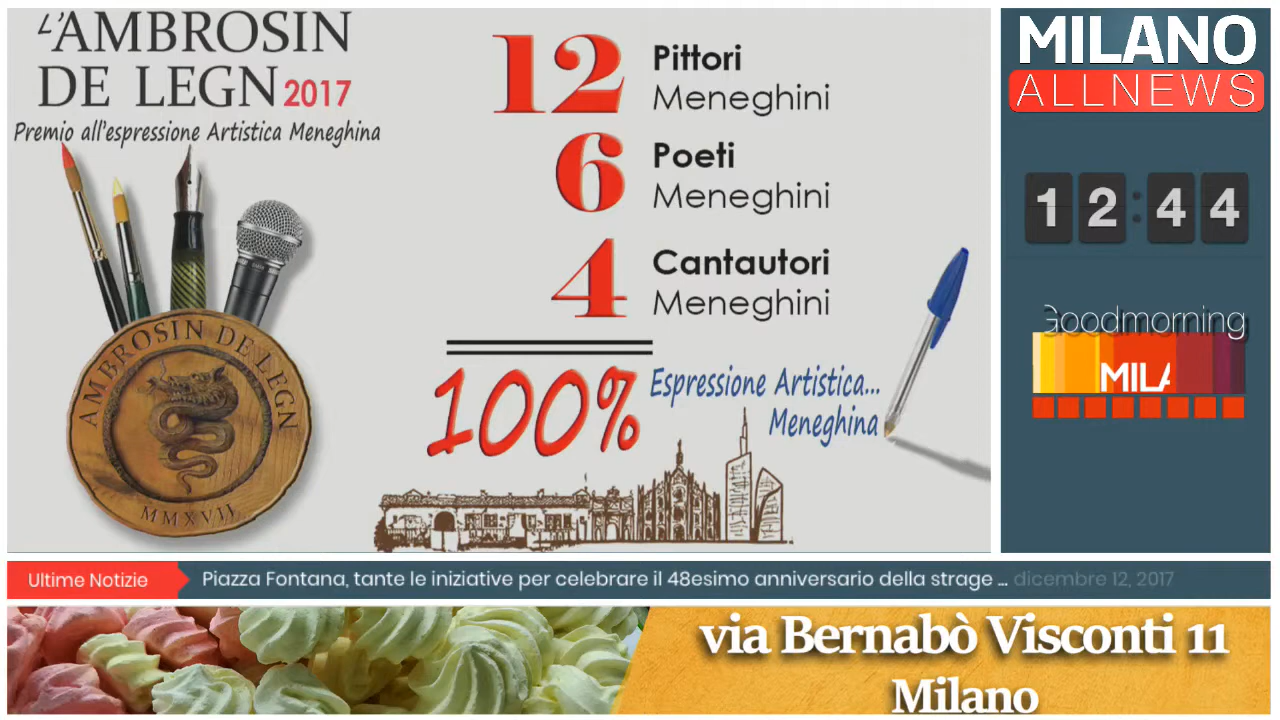 L'AMBROSIN
DE LEGN 2017
Premio all'espressione Artistica Meneghina
AMBROSIN DE LEGN
MMXVII
12 Pittori
Meneghini
6 Poeti
Meneghini
4 Cantautori
Meneghini
100% Espressione Artistica...
Meneghina
MILANO
ALLNEWS
12:44
Goodmorning
MILA
Ultime Notizie
Piazza Fontana, tante le iniziative per celebrare il 48esimo anniversario della strage ... dicembre 12, 2017
via Bernabò Visconti 11
Milano